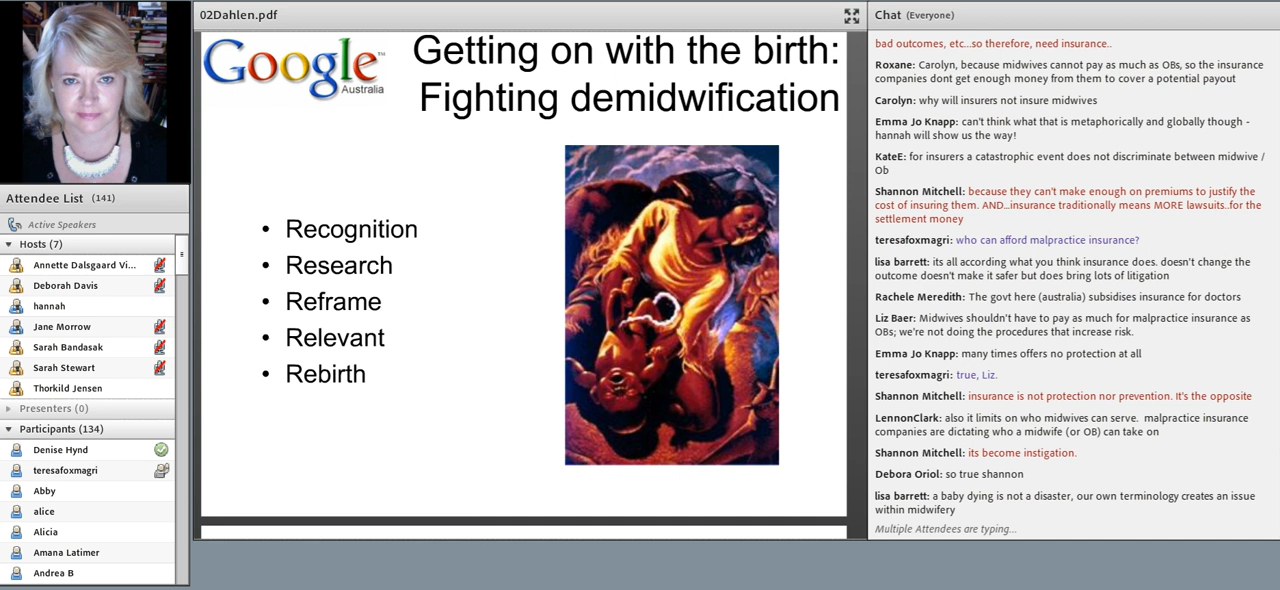 02Dahlen.pdf
Google™
Australia
Getting on with the birth:
Fighting demidwification
• Recognition
• Research
• Reframe
• Relevant
• Rebirth
Attendee List (141)
Active Speakers
Hosts (7)
Annette Dalsgaard Vi...
Deborah Davis
hannah
Jane Morrow
Sarah Bandasak
Sarah Stewart
Thorkild Jensen
Presenters (0)
Participants (134)
Denise Hynd
teresafoxmagri
Abby
alice
Alicia
Amana Latimer
Andrea B
Chat (Everyone)
bad outcomes, etc...so therefore, need insurance..
Roxane: Carolyn, because midwives cannot pay as much as OBs, so the insurance
companies dont get enough money from them to cover a potential payout
Carolyn: why will insurers not insure midwives
Emma Jo Knapp: can't think what that is metaphorically and globally though -
hannah will show us the way!
KateE: for insurers a catastrophic event does not discriminate between midwive /
Ob
Shannon Mitchell: because they can't make enough on premiums to justify the
cost of insuring them. AND...insurance traditionally means MORE lawsuits..for the
settlement money
teresafoxmagri: who can afford malpractice insurance?
lisa barrett: its all according what you think insurance does. doesn't change the
outcome doesn't make it safer but does bring lots of litigation
Rachele Meredith: The govt here (australia) subsidises insurance for doctors
Liz Baer: Midwives shouldn't have to pay as much for malpractice insurance as
OBs; we're not doing the procedures that increase risk.
Emma Jo Knapp: many times offers no protection at all
teresafoxmagri: true, Liz.
Shannon Mitchell: insurance is not protection nor prevention. It's the opposite
LennonClark: also it limits on who midwives can serve. malpractice insurance
companies are dictating who a midwife (or OB) can take on
Shannon Mitchell: its become instigation.
Debora Oriol: so true shannon
lisa barrett: a baby dying is not a disaster, our own terminology creates an issue
within midwifery
Multiple Attendees are typing...